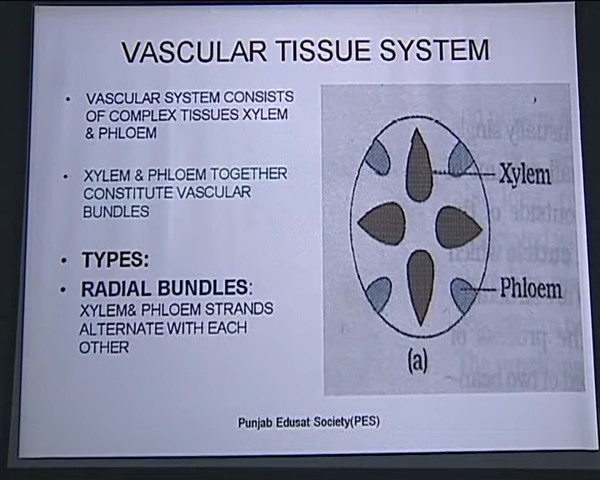 VASCULAR TISSUE SYSTEM
• VASCULAR SYSTEM CONSISTS
OF COMPLEX TISSUES XYLEM
& PHLOEM
• XYLEM & PHLOEM TOGETHER
CONSTITUTE VASCULAR
BUNDLES
• TYPES:
• RADIAL BUNDLES:
XYLEM& PHLOEM STRANDS
ALTERNATE WITH EACH
OTHER
Xylem
Phloem
(a)
Punjab Edusat Society(PES)